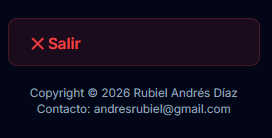 Salir
Copyright © 2026 Rubiel Andrés Díaz
Contacto: andresrubiel@gmail.com